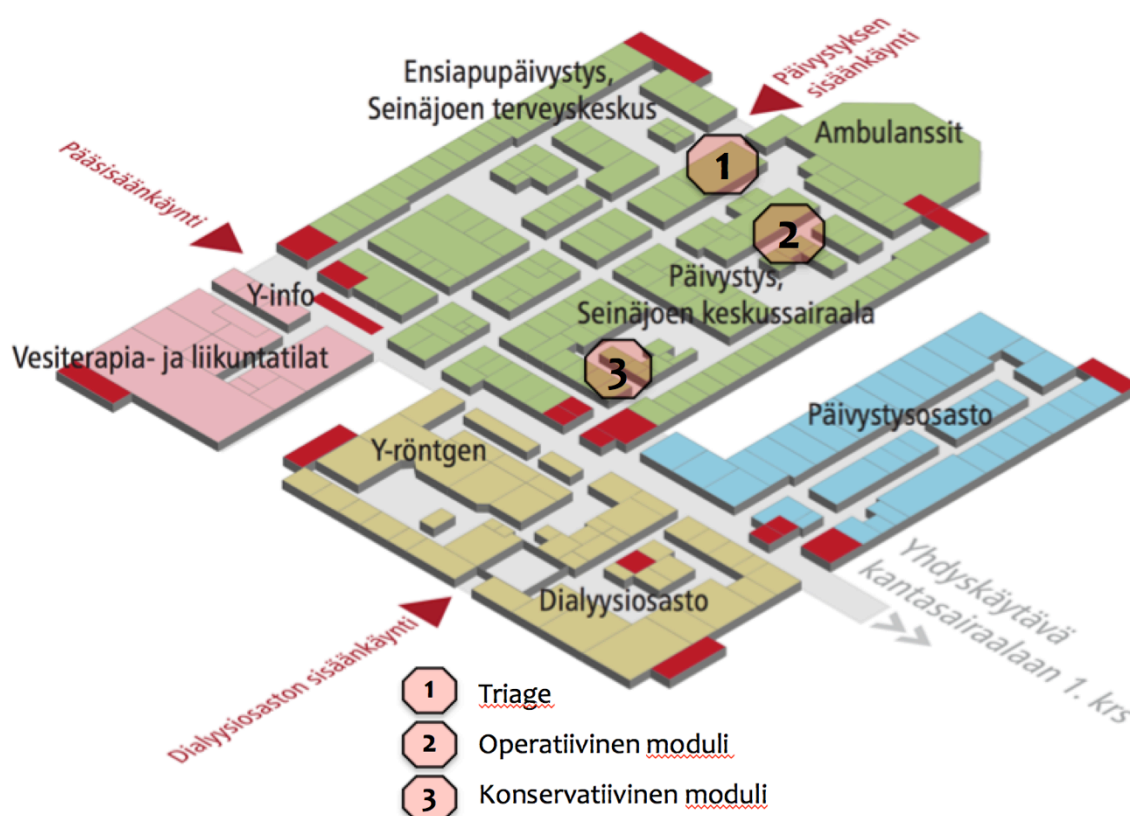 Ensiapupäivystys,
Seinäjoen terveyskeskus
Päivystyksen
sisäänkäynti
Ambulanssit
Pääsisäänkäynti
1
2
Y-info
Päivystys,
Seinäjoen keskussairaala
Vesiterapia- ja liikuntatilat
3
Päivystysosasto
Y-röntgen
Dialyysiosasto
Yhdyskäytävä
kantasairaalaan 1. krs
Dialyysiosaston sisäänkäynti
1 Triage
2 Operatiivinen moduli
3 Konservatiivinen moduli